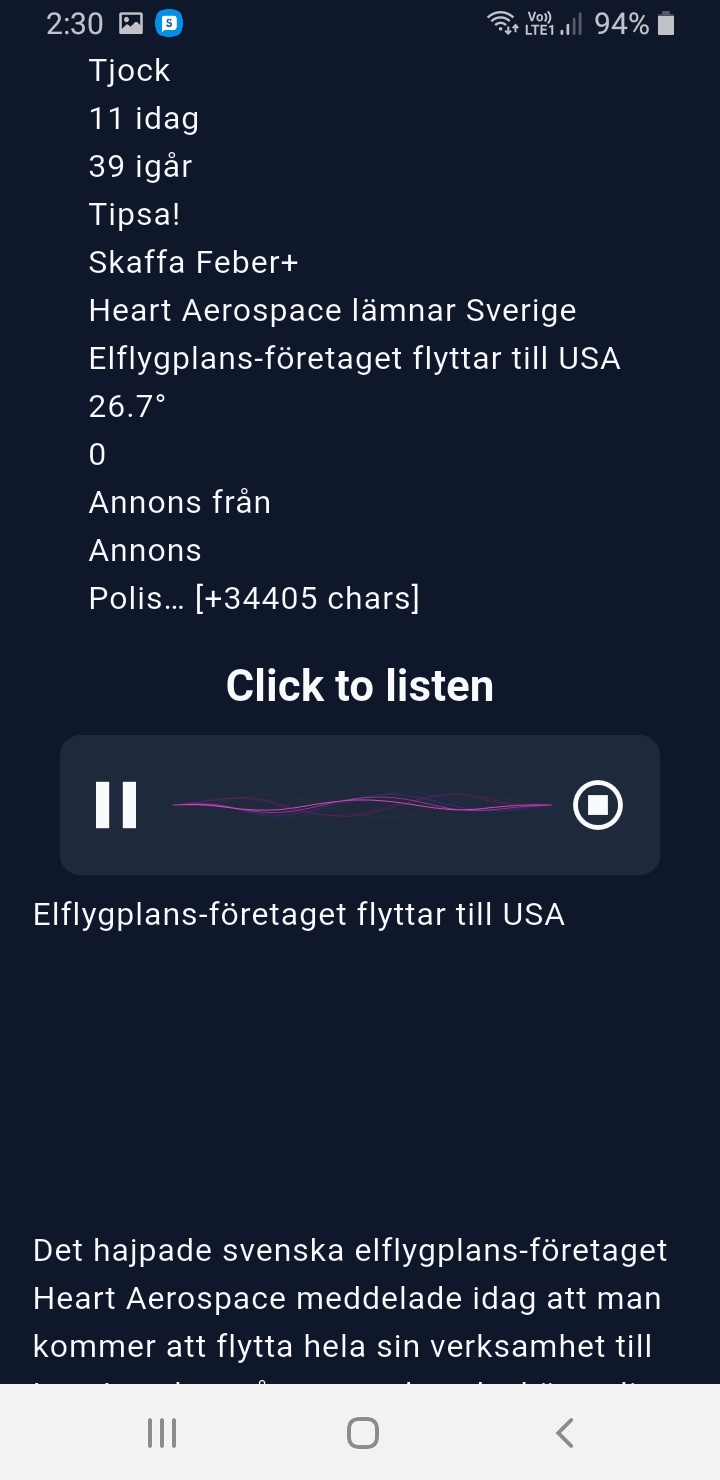 2:30
Vo))
LTE1
94%
Tjock
11 idag
39 igår
Tipsa!
Skaffa Feber+
Heart Aerospace lämnar Sverige
Elflygplans-företaget flyttar till USA
26.7°
0
Annons från
Annons
Polis… [+34405 chars]
Click to listen
Elflygplans-företaget flyttar till USA
Det hajpade svenska elflygplans-företaget
Heart Aerospace meddelade idag att man
kommer att flytta hela sin verksamhet till